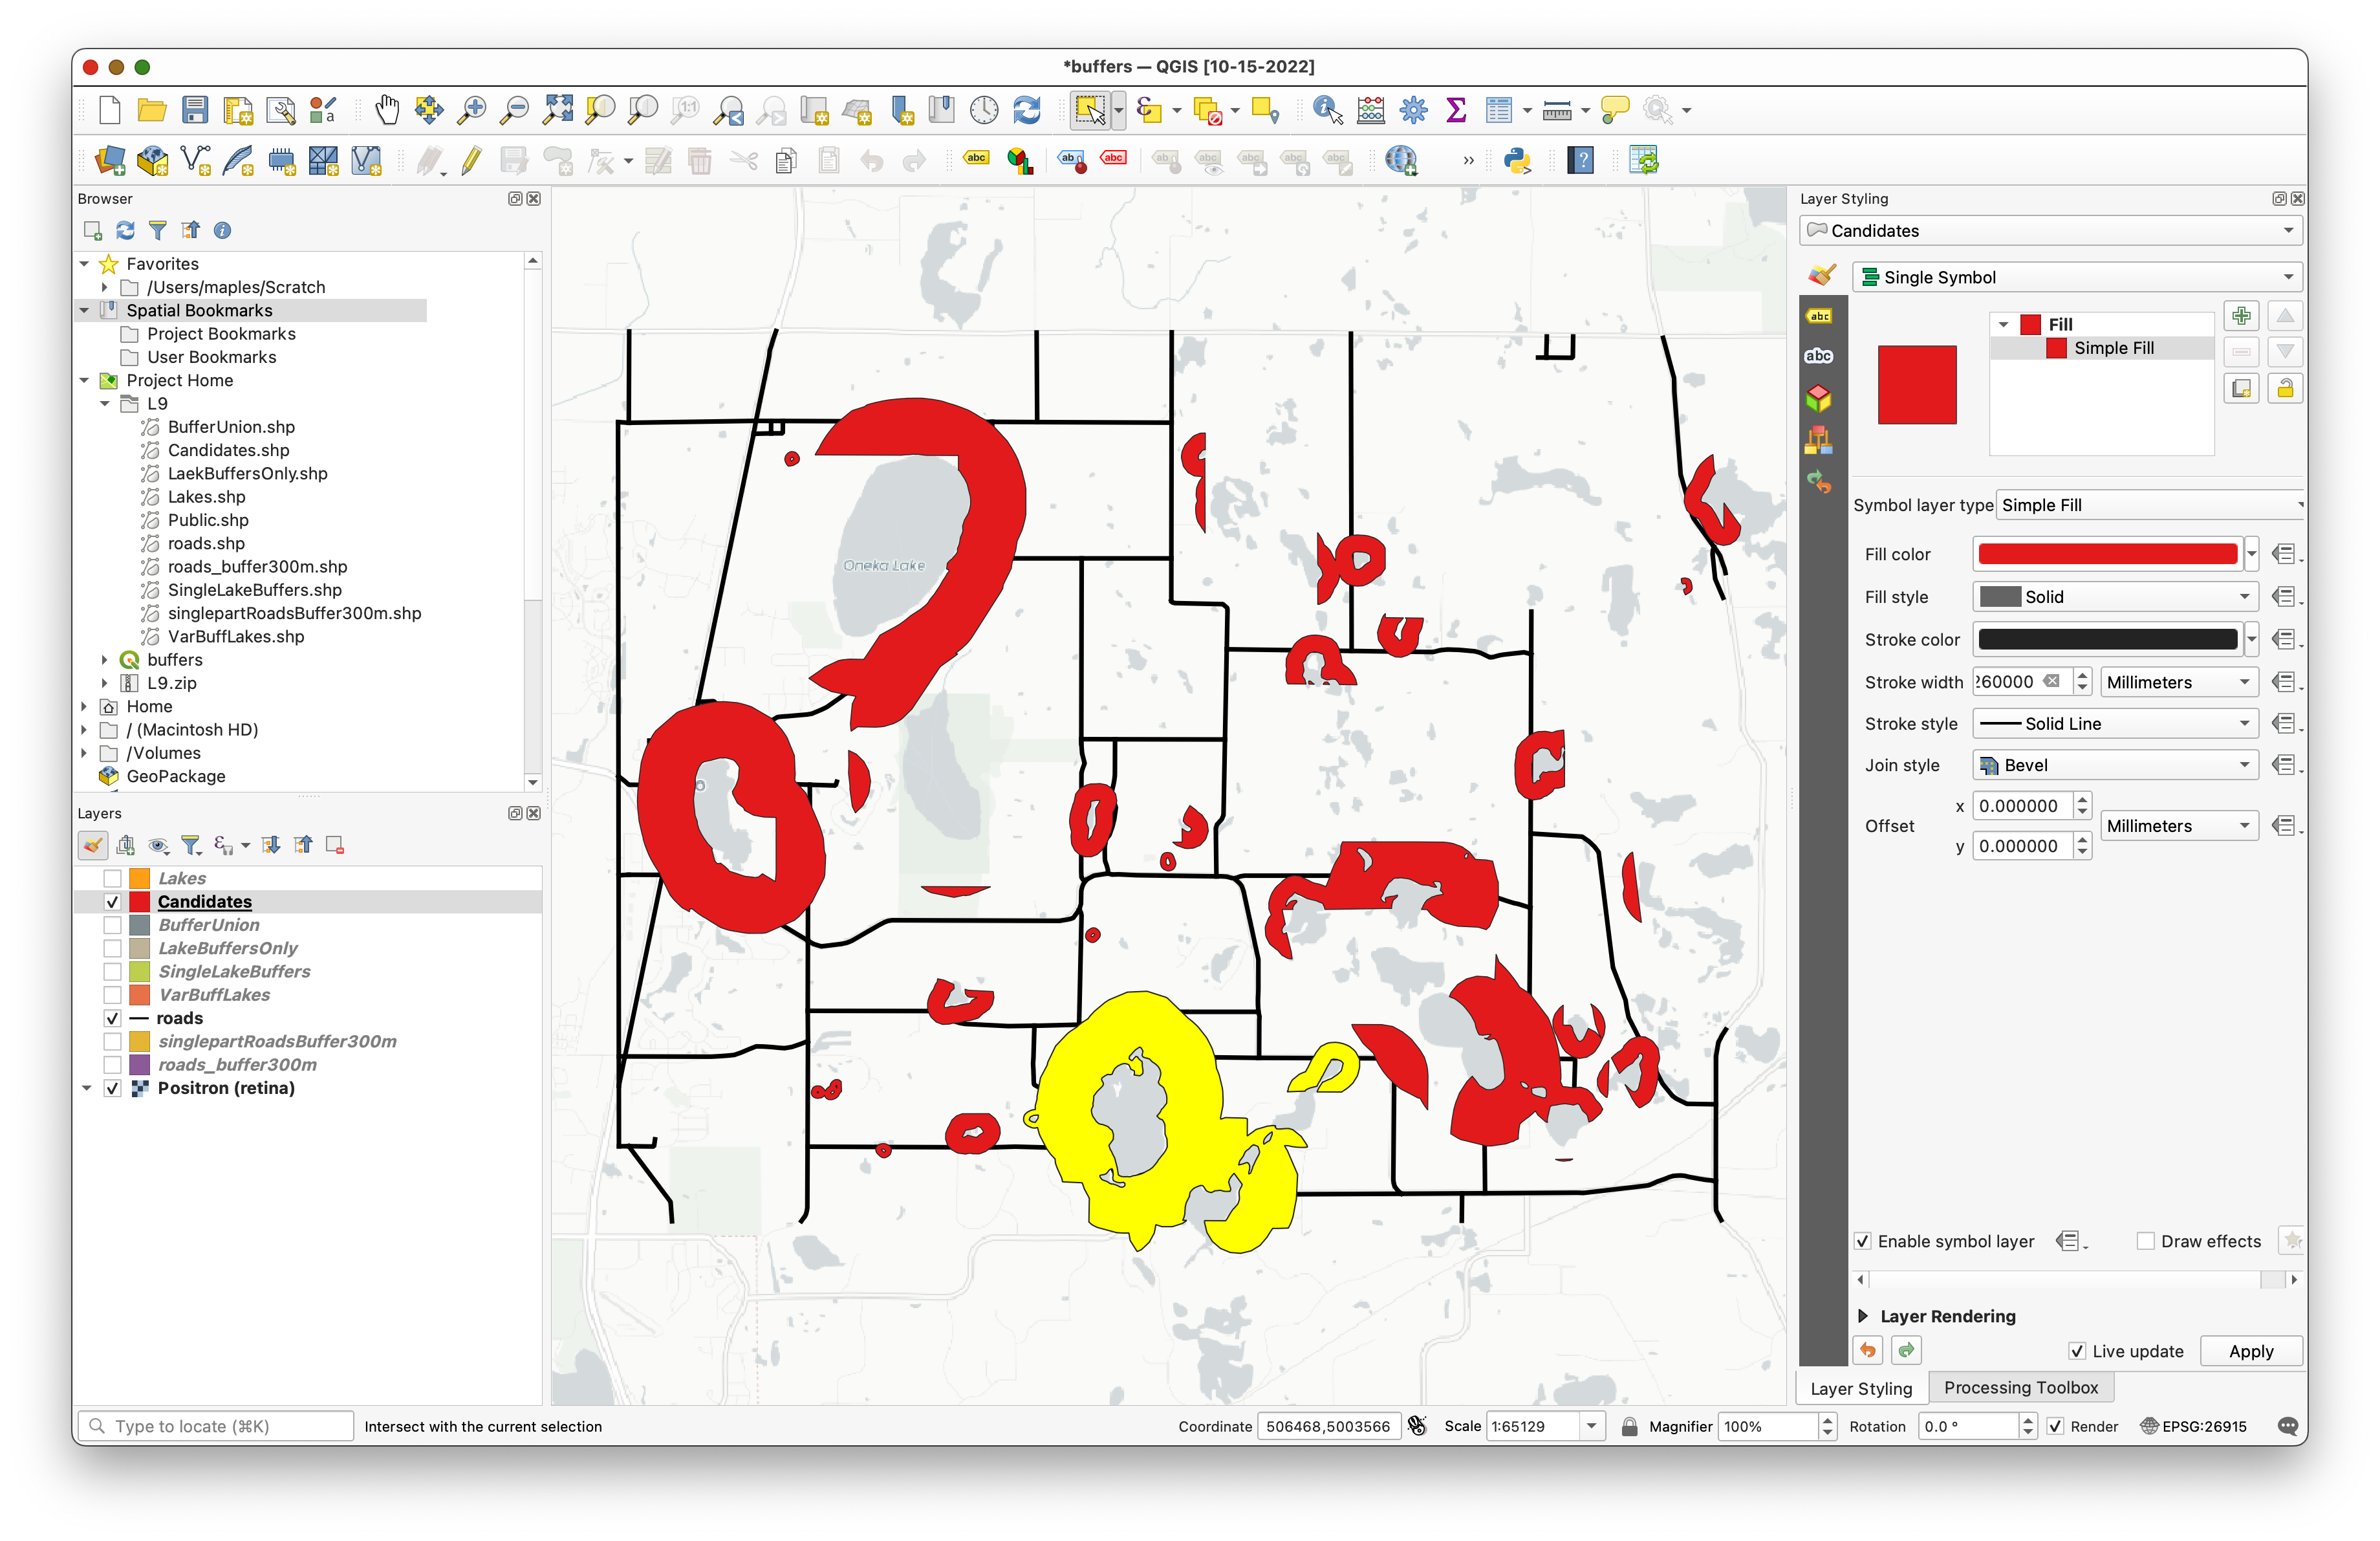 *buffers — QGIS [10-15-2022]
Browser
Favorites
/Users/maples/Scratch
Spatial Bookmarks
Project Bookmarks
User Bookmarks
Project Home
L9
BufferUnion.shp
Candidates.shp
LaekBuffersOnly.shp
Lakes.shp
Public.shp
roads.shp
roads_buffer300m.shp
SingleLakeBuffers.shp
singlepartRoadsBuffer300m.shp
VarBuffLakes.shp
buffers
L9.zip
Home
/ (Macintosh HD)
/Volumes
GeoPackage
Layers
Lakes
Candidates
BufferUnion
LakeBuffersOnly
SingleLakeBuffers
VarBuffLakes
roads
singlepartRoadsBuffer300m
roads_buffer300m
Positron (retina)
Oneka Lake
Layer Styling
Candidates
Single Symbol
Fill
Simple Fill
Symbol layer type Simple Fill
Fill color
Fill style Solid
Stroke color
Stroke width 260000 Millimeters
Stroke style Solid Line
Join style Bevel
Offset x 0.000000 Millimeters
y 0.000000
Enable symbol layer Draw effects
Layer Rendering
Live update Apply
Layer Styling Processing Toolbox
Type to locate (⌘K) Intersect with the current selection Coordinate 506468,5003566 Scale 1:65129 Magnifier 100% Rotation 0.0 ° Render EPSG:26915